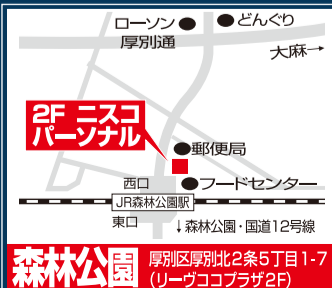 ローソン
どんぐり
厚別通
大麻→
2F ニスコ
パーソナル
郵便局
西口
フードセンター
JR森林公園駅
東口
↓森林公園・国道12号線
森林公園
厚別区厚別北2条5丁目1-7
(リーヴココプラザ2F)